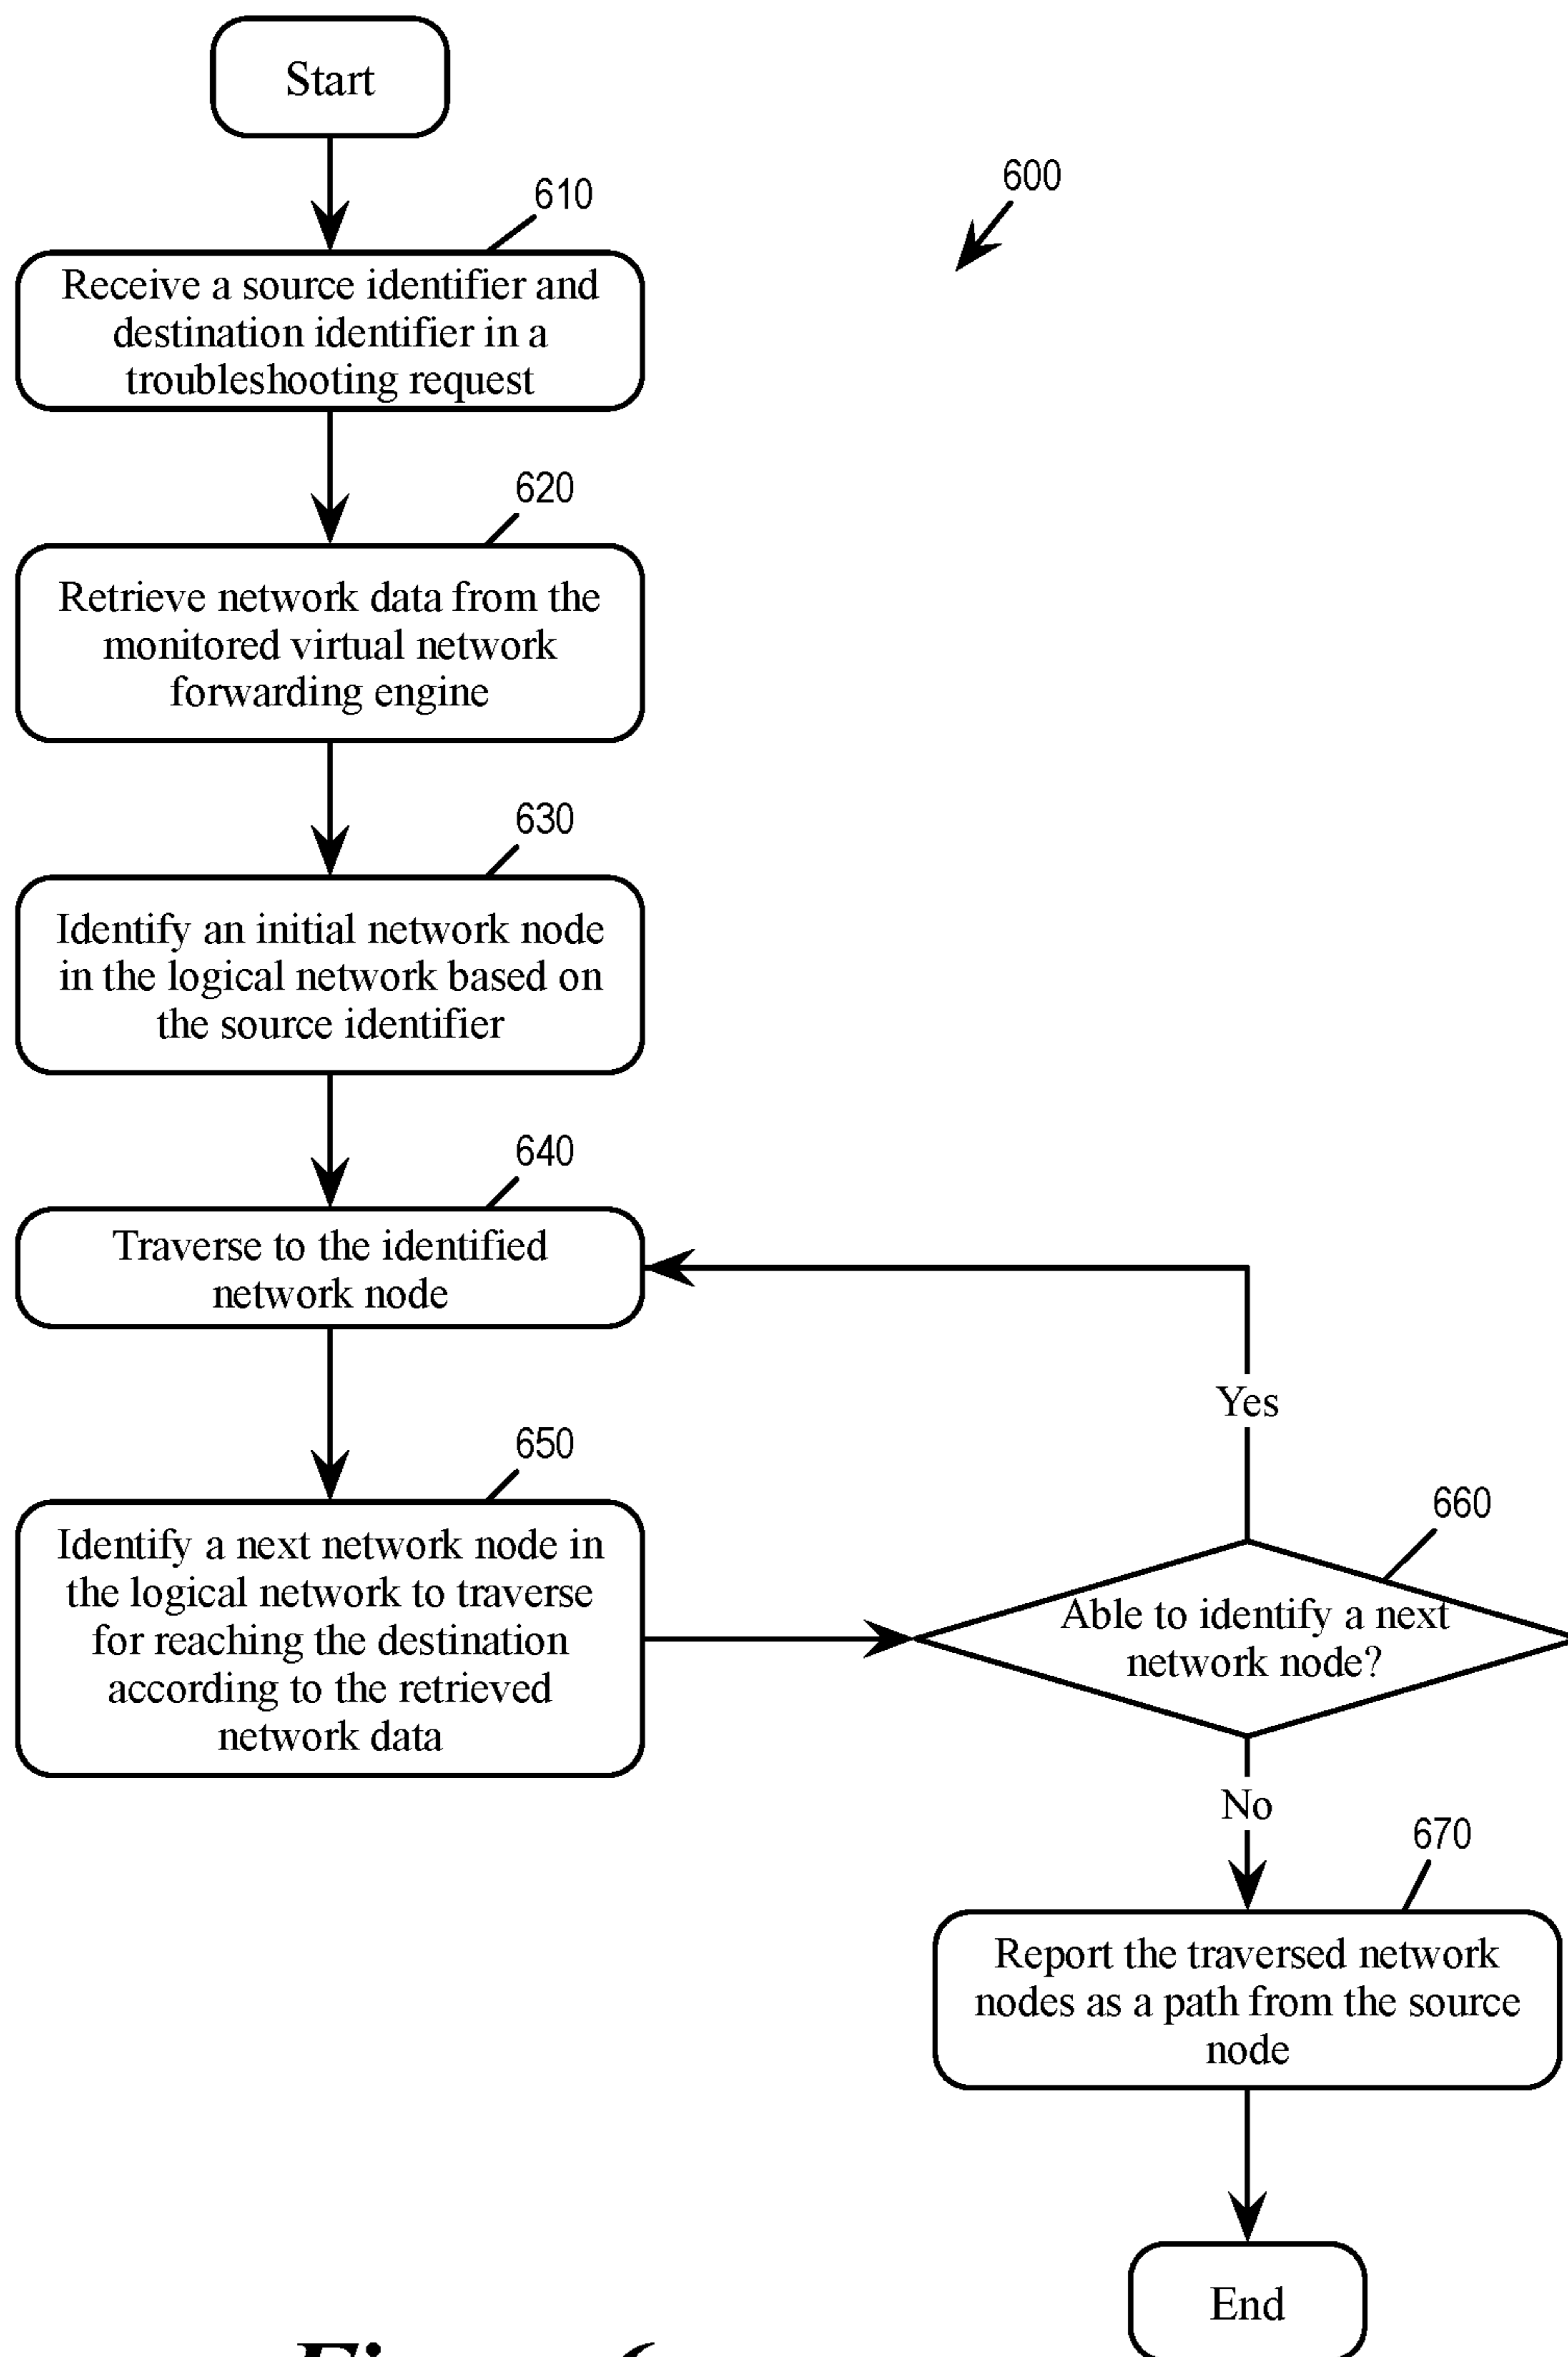 Start
600
610
Receive a source identifier and
destination identifier in a
troubleshooting request
620
Retrieve network data from the
monitored virtual network
forwarding engine
630
Identify an initial network node
in the logical network based on
the source identifier
640
Traverse to the identified
network node
Yes
650
Identify a next network node in
the logical network to traverse
for reaching the destination
according to the retrieved
network data
660
Able to identify a next
network node?
No
670
Report the traversed network
nodes as a path from the source
node
End